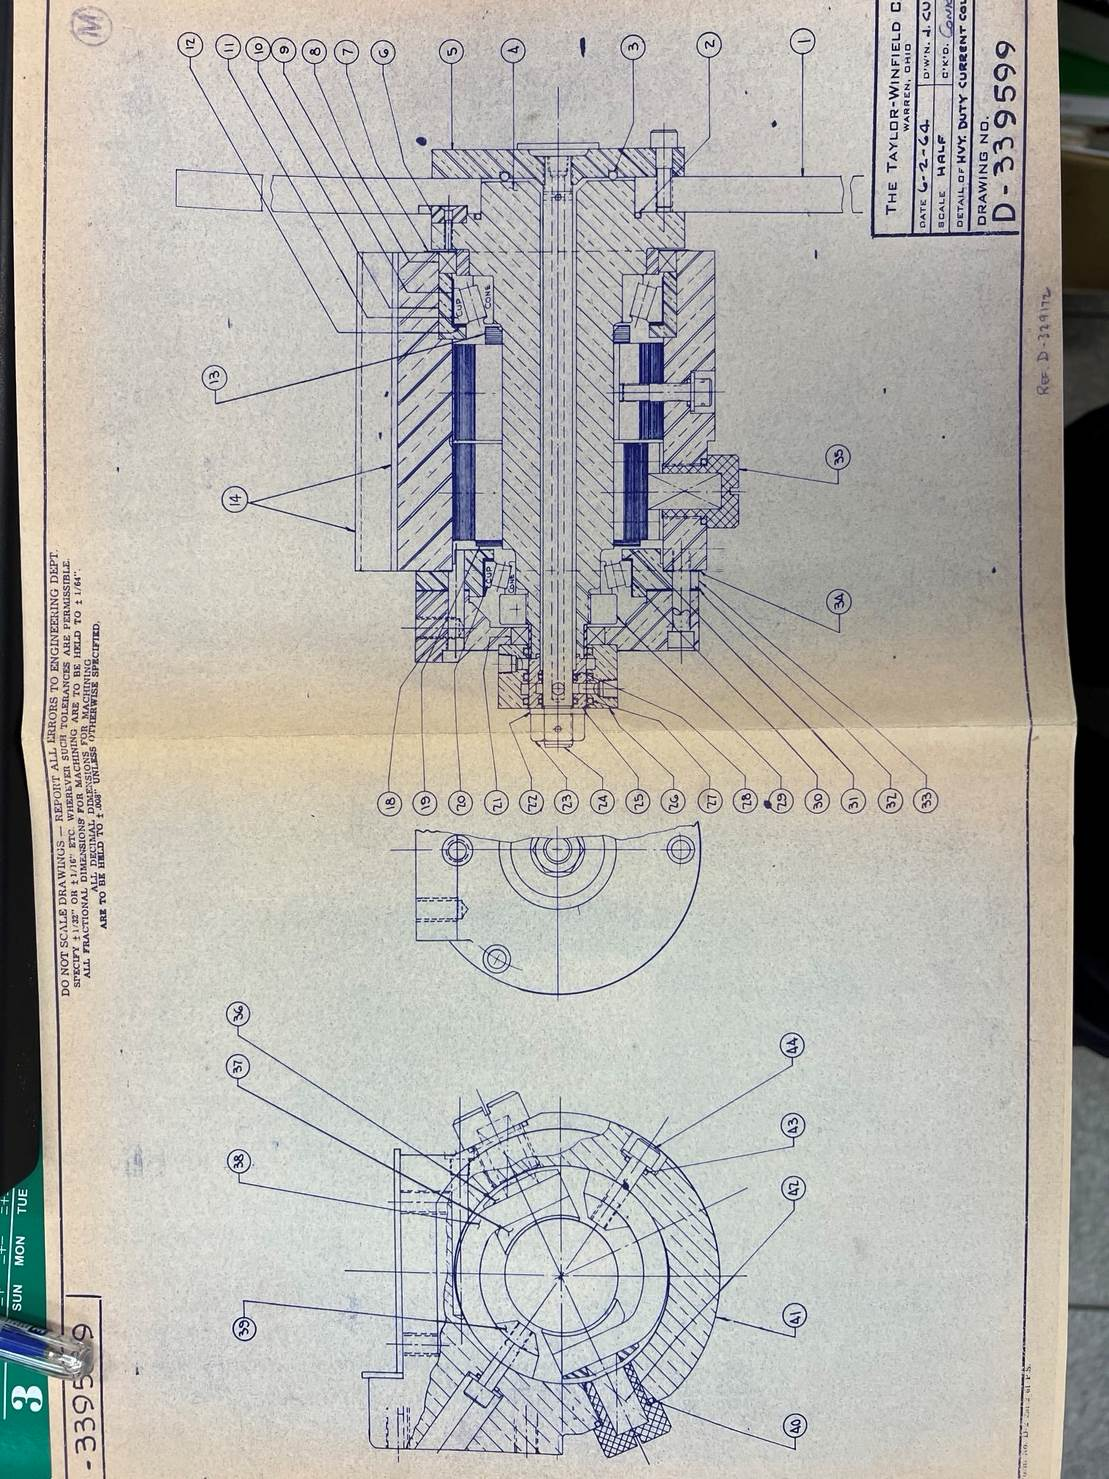 DO NOT SCALE DRAWINGS — REPORT ALL ERRORS TO ENGINEERING DEPT.
SPECIFY ± 1/32" OR ± 1/16" ETC. WHEREVER SUCH TOLERANCES ARE PERMISSIBLE.
ALL FRACTIONAL DIMENSIONS FOR MACHINING ARE TO BE HELD TO ± 1/64".
ALL DECIMAL DIMENSIONS FOR MACHINING
ARE TO BE HELD TO ± .008" UNLESS OTHERWISE SPECIFIED.
M
12
11
10
9
8
7
6
5
4
3
2
1
13
14
CUP
CONE
CUP
CONE
35
34
18
19
20
21
22
23
24
25
26
27
28
29
30
31
32
33
36
37
38
39
44
43
42
41
40
THE TAYLOR-WINFIELD C
WARREN, OHIO
DATE 6-2-64
D'W'N. J. CU
SCALE HALF
C'K'D.
DETAIL OF HVY. DUTY CURRENT COL
DRAWING NO.
D-339599
REF D-329172
-3395 9
SUN MON TUE
3